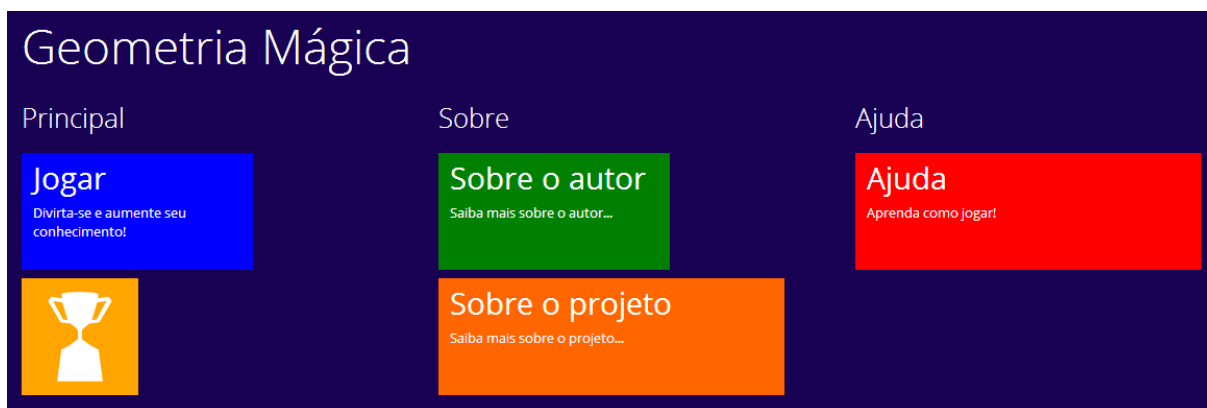 Geometria Mágica
Principal
Jogar
Divirta-se e aumente seu
conhecimento!
Sobre
Sobre o autor
Saiba mais sobre o autor...
Sobre o projeto
Saiba mais sobre o projeto...
Ajuda
Ajuda
Aprenda como jogar!